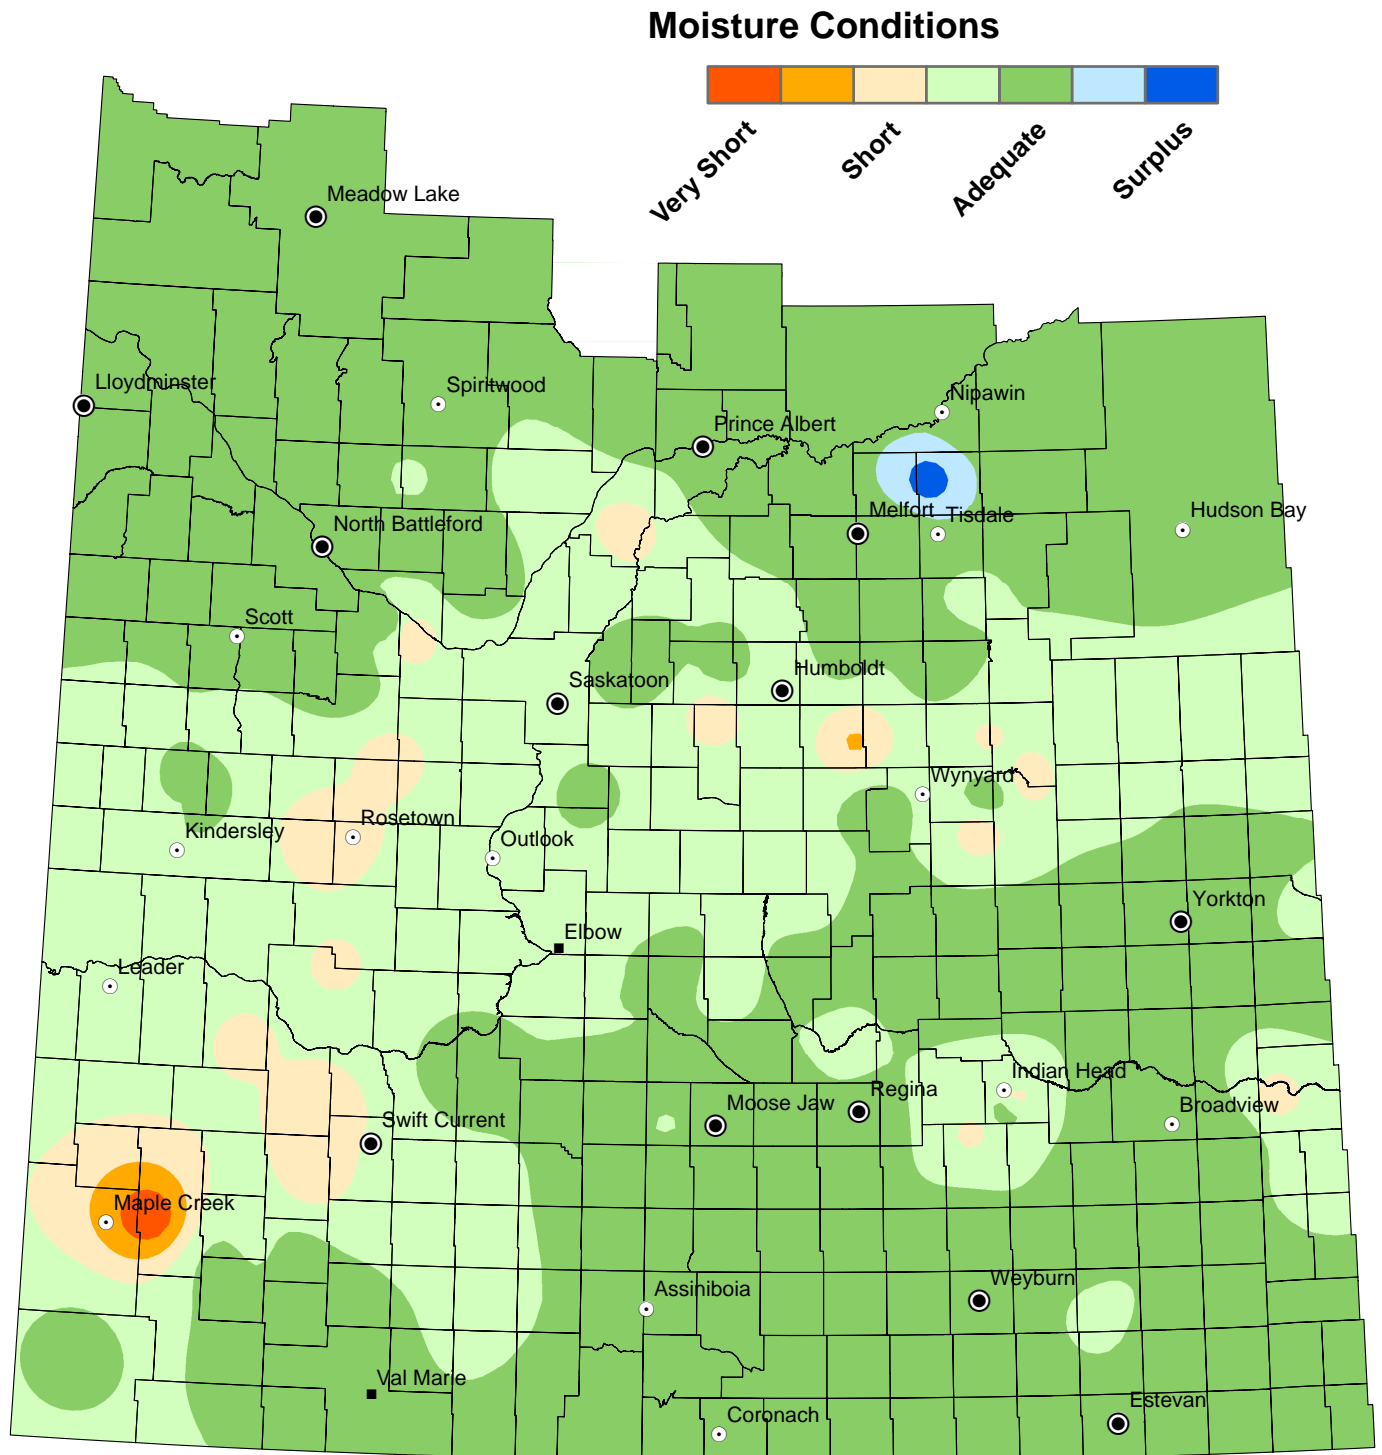 Moisture Conditions
Very Short
Short
Adequate
Surplus
Meadow Lake
Lloydminster
Spiritwood
Nipawin
Prince Albert
Melfort
Tisdale
Hudson Bay
North Battleford
Scott
Saskatoon
Humboldt
Wynyard
Kindersley
Rosetown
Outlook
Yorkton
Elbow
Leader
Indian Head
Regina
Moose Jaw
Broadview
Swift Current
Maple Creek
Weyburn
Assiniboia
Val Marie
Estevan
Coronach